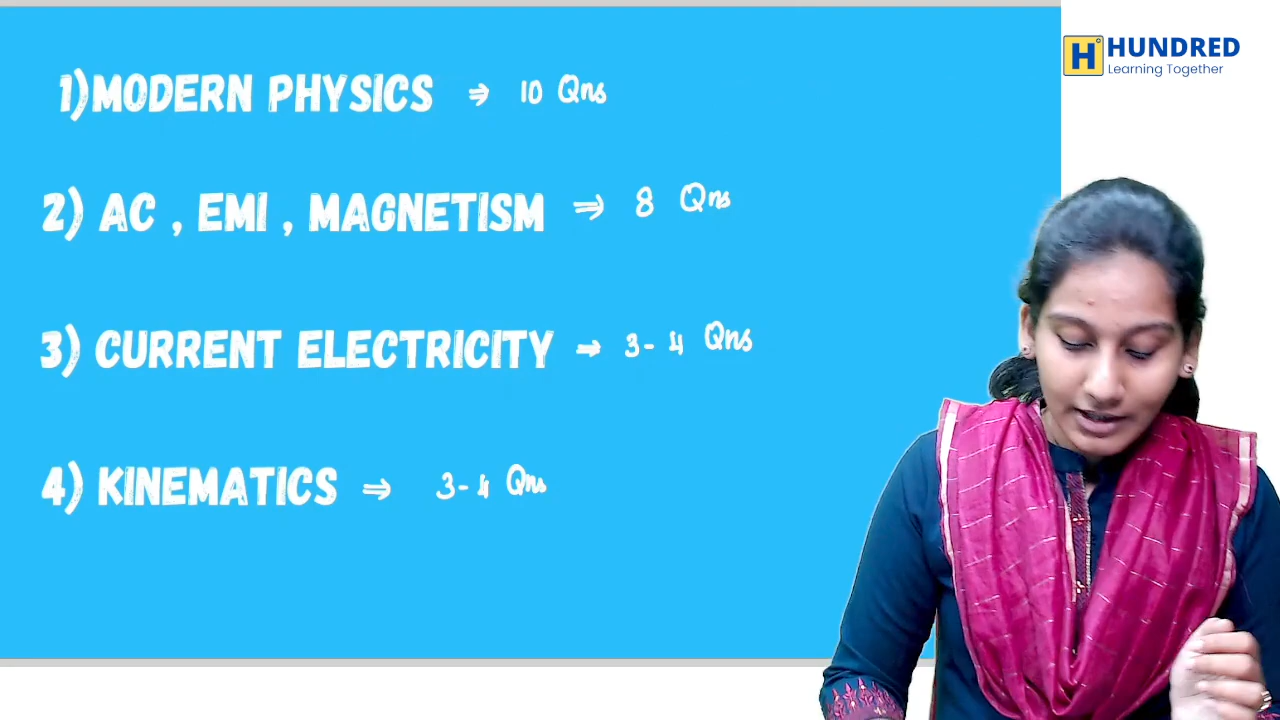 HUNDRED
Learning Together
1)MODERN PHYSICS ⇒ 10 Qns
2) AC , EMI , MAGNETISM ⇒ 8 Qns
3) CURRENT ELECTRICITY → 3-4 Qns
4) KINEMATICS ⇒ 3-4 Qns